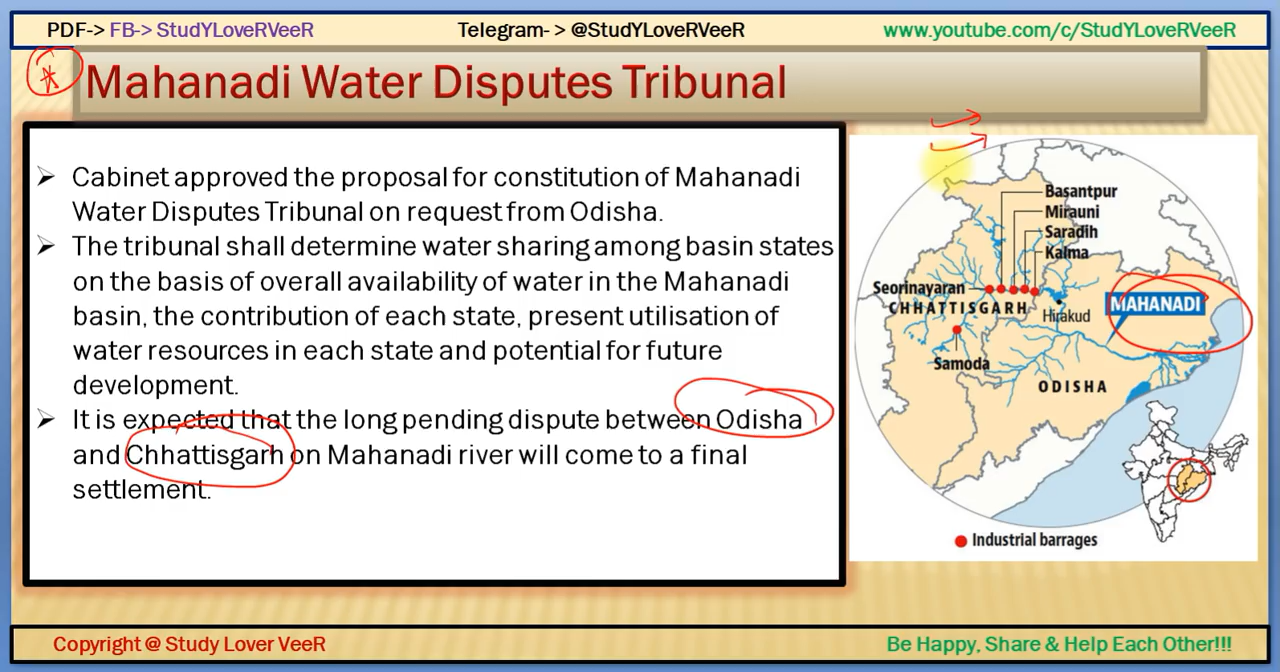 PDF-> FB-> StudYLoveRVeeR
Telegram- > @StudYLoveRVeeR
www.youtube.com/c/StudYLoveRVeeR
Mahanadi Water Disputes Tribunal
Cabinet approved the proposal for constitution of Mahanadi
Water Disputes Tribunal on request from Odisha.
The tribunal shall determine water sharing among basin states
on the basis of overall availability of water in the Mahanadi
basin, the contribution of each state, present utilisation of
water resources in each state and potential for future
development.
It is expected that the long pending dispute between Odisha
and Chhattisgarh on Mahanadi river will come to a final
settlement.
Basantpur
Mirauni
Saradih
Kalma
Seorinayaran
CHHATTISGARH
Hirakud
MAHANADI
Samoda
ODISHA
Industrial barrages
Copyright @ Study Lover VeeR
Be Happy, Share & Help Each Other!!!